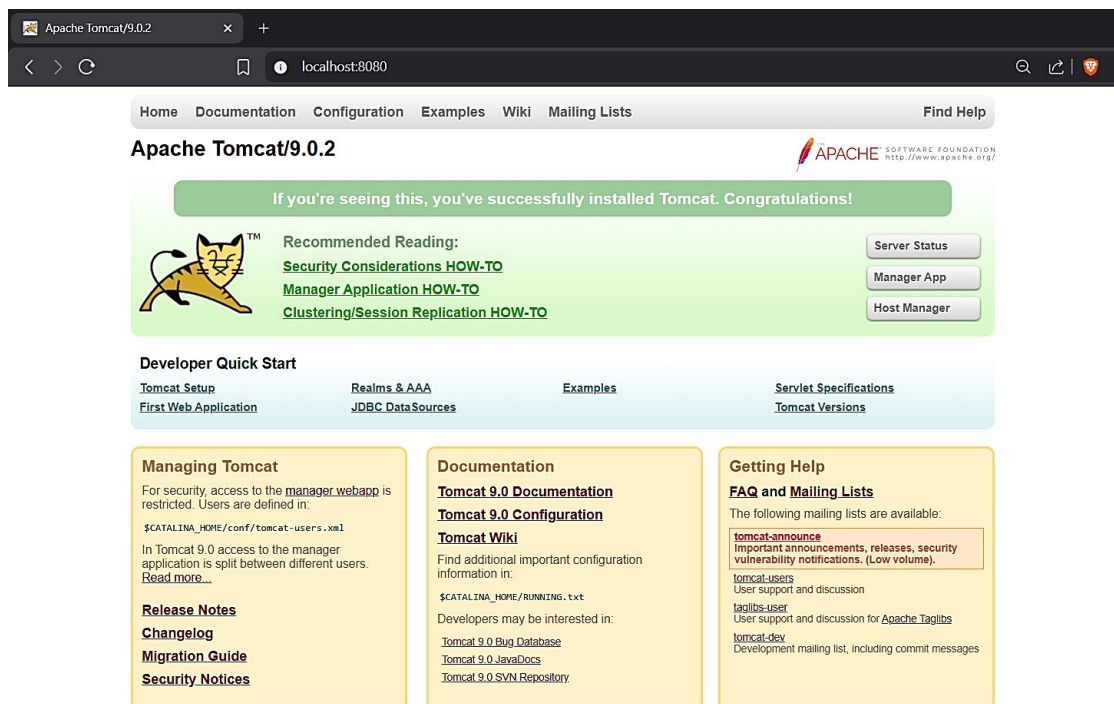 Apache Tomcat/9.0.2
localhost:8080
Home Documentation Configuration Examples Wiki Mailing Lists Find Help
Apache Tomcat/9.0.2
THE
APACHE SOFTWARE FOUNDATION
http://www.apache.org/
If you're seeing this, you've successfully installed Tomcat. Congratulations!
TM
Recommended Reading:
Security Considerations HOW-TO
Manager Application HOW-TO
Clustering/Session Replication HOW-TO
Server Status
Manager App
Host Manager
Developer Quick Start
Tomcat Setup
First Web Application
Realms & AAA
JDBC DataSources
Examples
Servlet Specifications
Tomcat Versions
Managing Tomcat
For security, access to the manager webapp is
restricted. Users are defined in:
$CATALINA_HOME/conf/tomcat-users.xml
In Tomcat 9.0 access to the manager
application is split between different users.
Read more...
Release Notes
Changelog
Migration Guide
Security Notices
Documentation
Tomcat 9.0 Documentation
Tomcat 9.0 Configuration
Tomcat Wiki
Find additional important configuration
information in:
$CATALINA_HOME/RUNNING.txt
Developers may be interested in:
Tomcat 9.0 Bug Database
Tomcat 9.0 JavaDocs
Tomcat 9.0 SVN Repository
Getting Help
FAQ and Mailing Lists
The following mailing lists are available:
tomcat-announce
Important announcements, releases, security
vulnerability notifications. (Low volume).
tomcat-users
User support and discussion
taglibs-user
User support and discussion for Apache Taglibs
tomcat-dev
Development mailing list, including commit messages